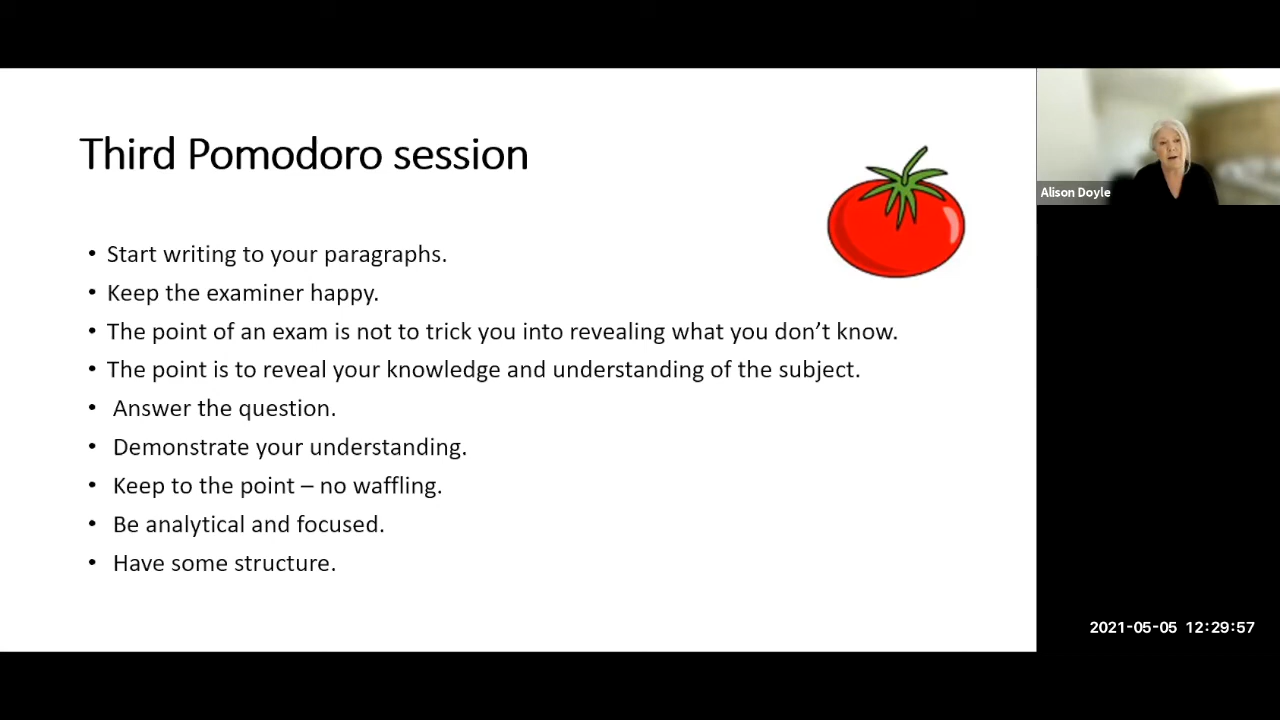 Third Pomodoro session
• Start writing to your paragraphs.
• Keep the examiner happy.
• The point of an exam is not to trick you into revealing what you don’t know.
• The point is to reveal your knowledge and understanding of the subject.
• Answer the question.
• Demonstrate your understanding.
• Keep to the point – no waffling.
• Be analytical and focused.
• Have some structure.
Alison Doyle
2021-05-05 12:29:57